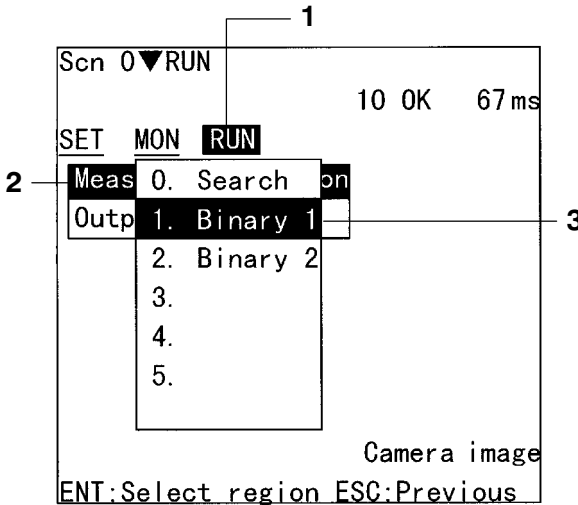 1
Scn 0▼RUN
10 OK 67ms
SET MON RUN
2 Meas 0. Search on
Outp 1. Binary 1 3
2. Binary 2
3.
4.
5.
Camera image
ENT:Select region ESC:Previous